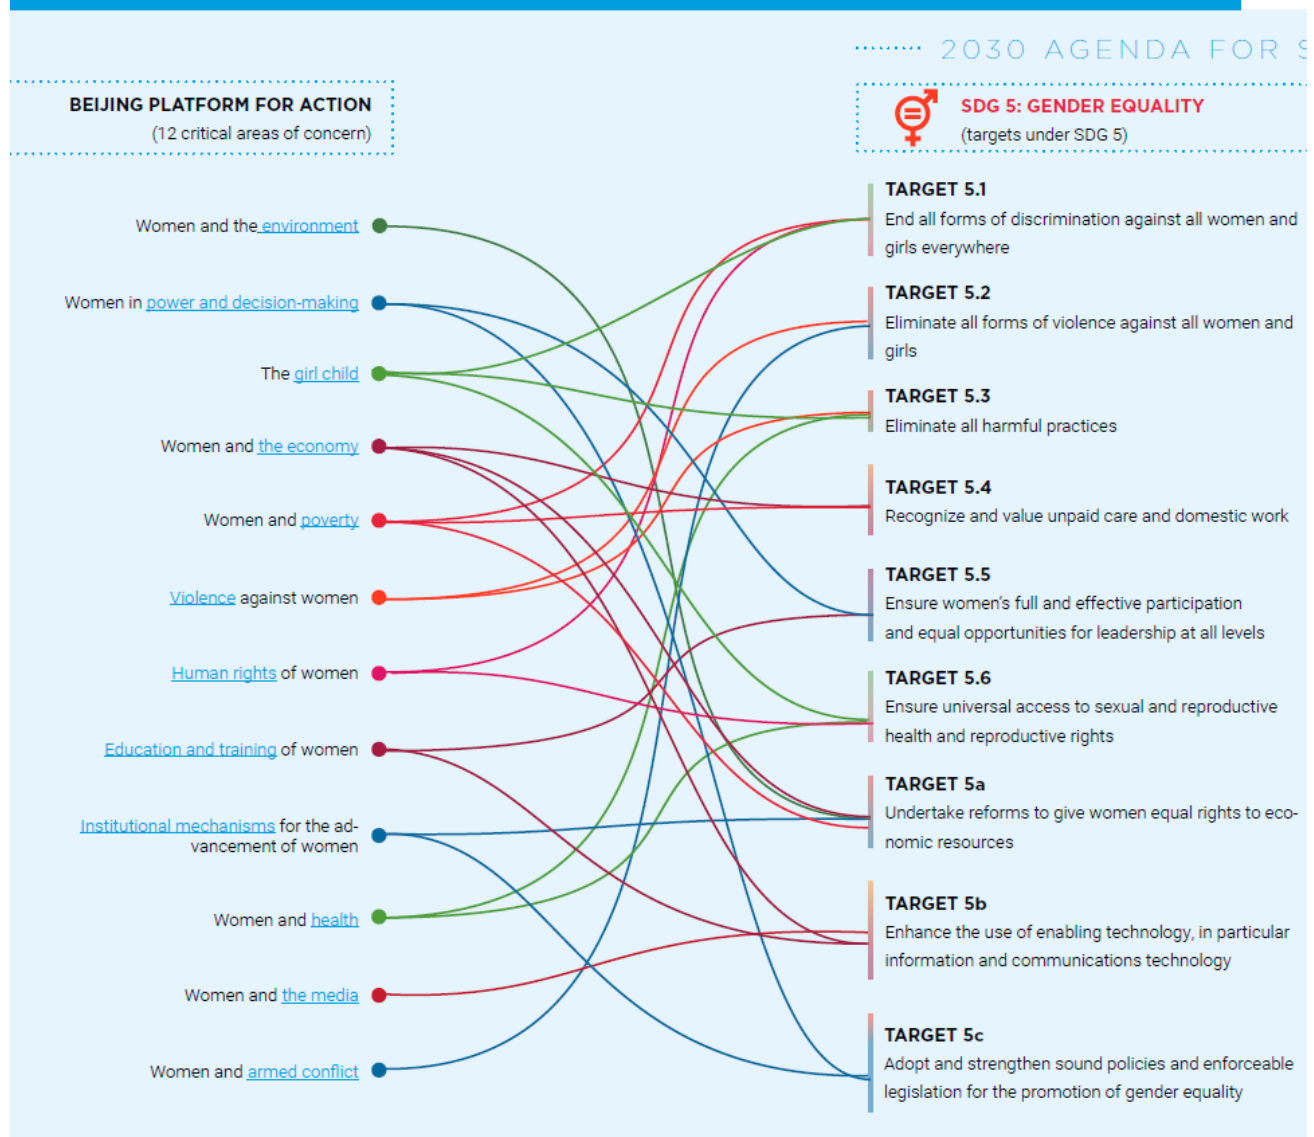 2030 AGENDA FOR S
BEIJING PLATFORM FOR ACTION
(12 critical areas of concern)
Women and the environment
Women in power and decision-making
The girl child
Women and the economy
Women and poverty
Violence against women
Human rights of women
Education and training of women
Institutional mechanisms for the ad-
vancement of women
Women and health
Women and the media
Women and armed conflict
SDG 5: GENDER EQUALITY
(targets under SDG 5)
TARGET 5.1
End all forms of discrimination against all women and
girls everywhere
TARGET 5.2
Eliminate all forms of violence against all women and
girls
TARGET 5.3
Eliminate all harmful practices
TARGET 5.4
Recognize and value unpaid care and domestic work
TARGET 5.5
Ensure women’s full and effective participation
and equal opportunities for leadership at all levels
TARGET 5.6
Ensure universal access to sexual and reproductive
health and reproductive rights
TARGET 5a
Undertake reforms to give women equal rights to eco-
nomic resources
TARGET 5b
Enhance the use of enabling technology, in particular
information and communications technology
TARGET 5c
Adopt and strengthen sound policies and enforceable
legislation for the promotion of gender equality